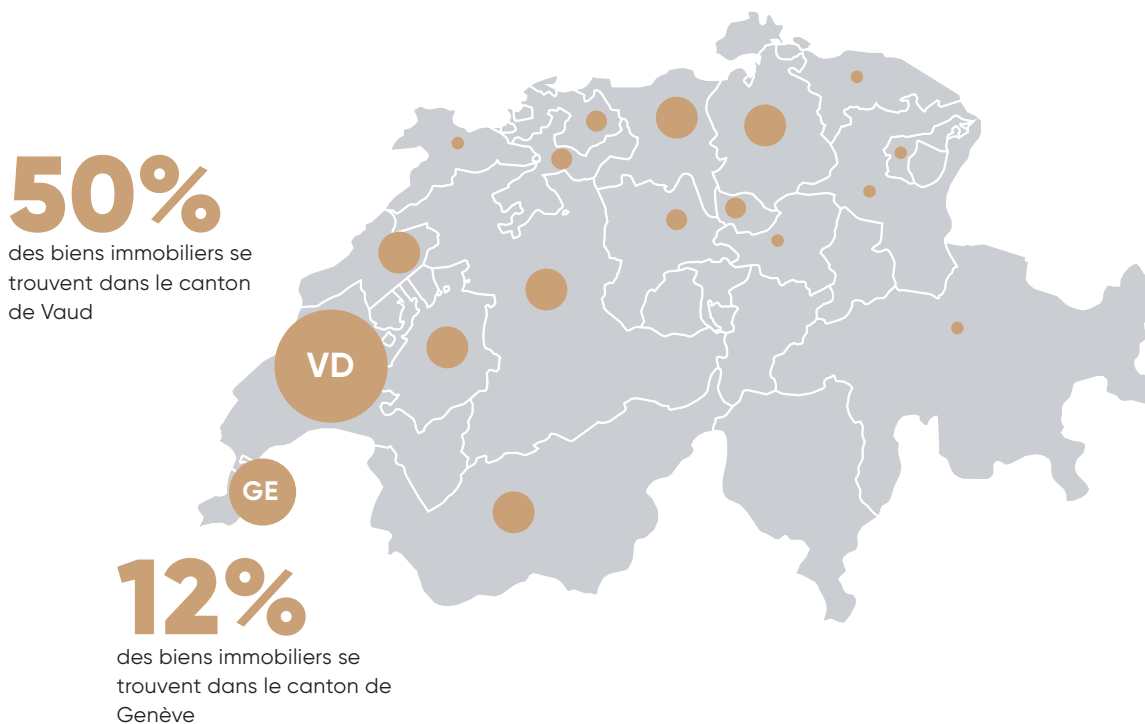 50%
des biens immobiliers se
trouvent dans le canton
de Vaud
VD
GE
12%
des biens immobiliers se
trouvent dans le canton de
Genève